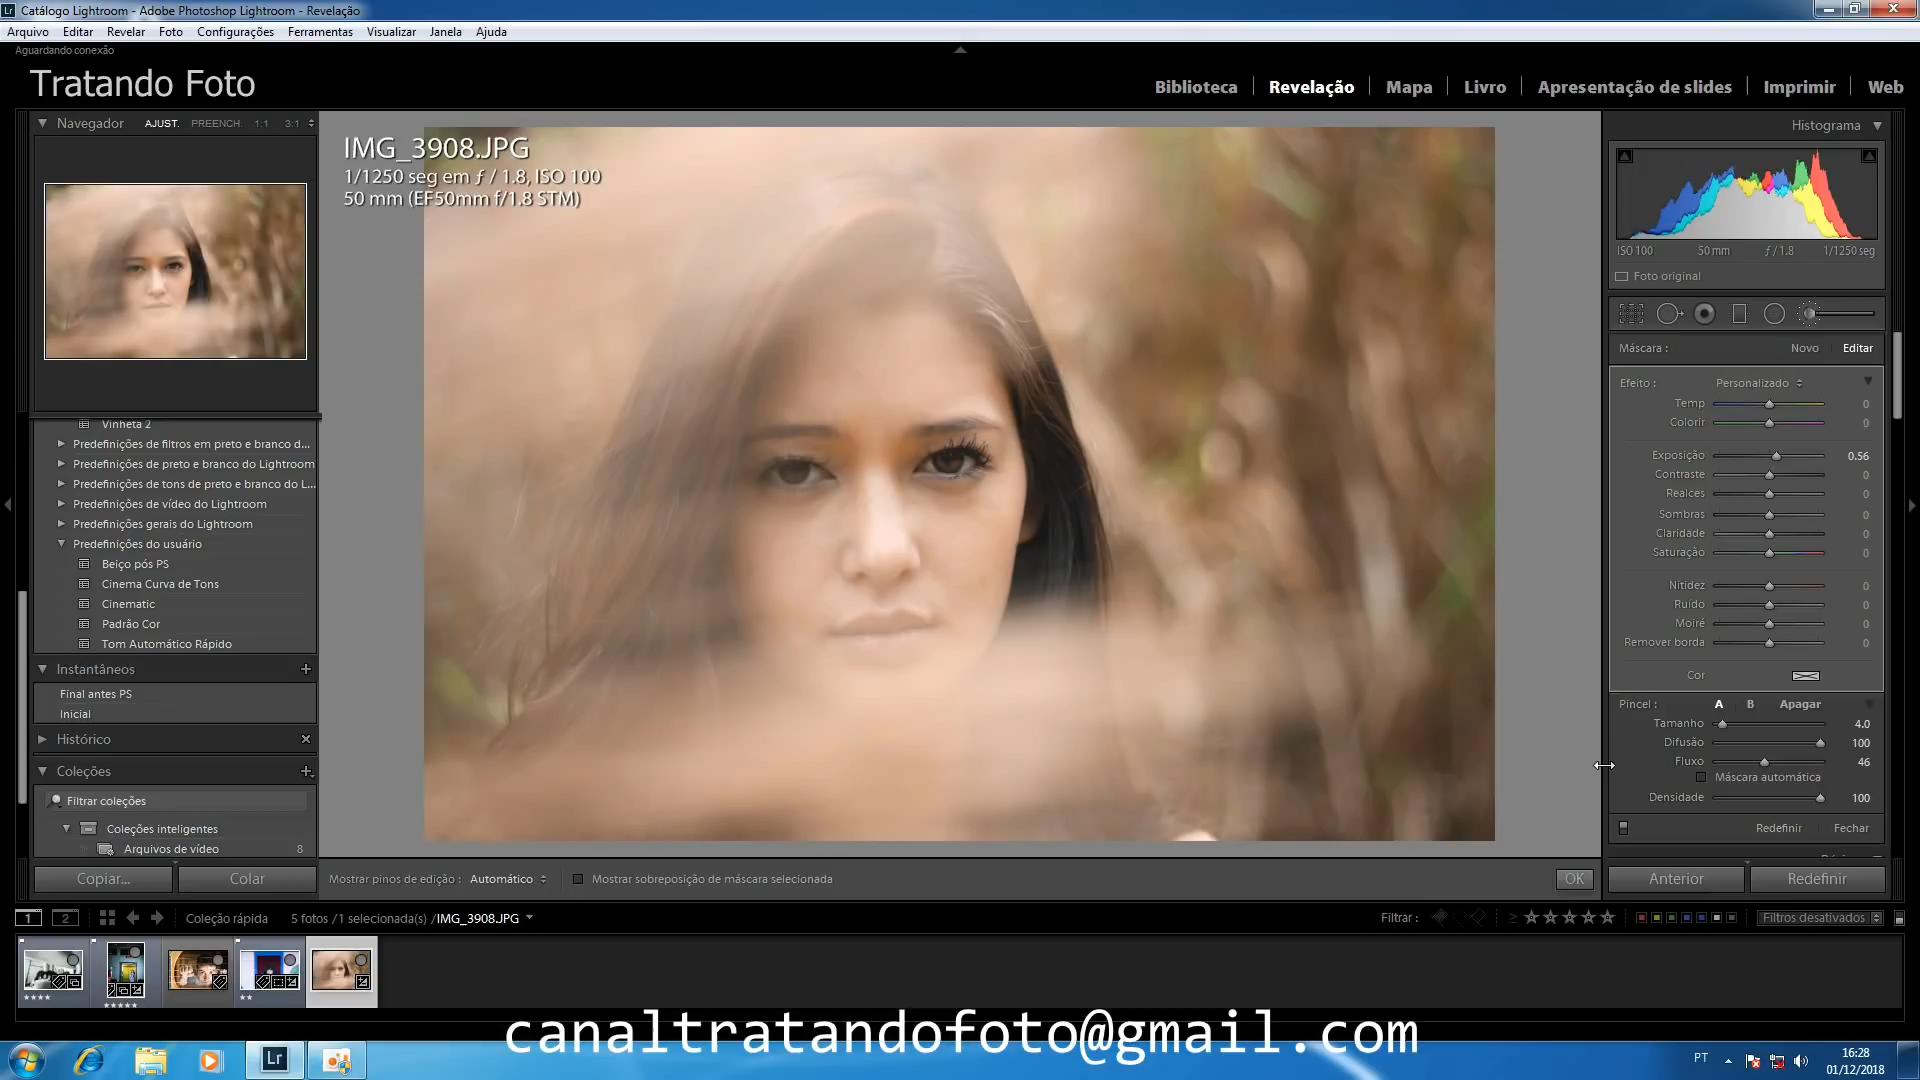 Catálogo Lightroom - Adobe Photoshop Lightroom - Revelação
Arquivo Editar Revelar Foto Configurações Ferramentas Visualizar Janela Ajuda
Aguardando conexão
Tratando Foto
Biblioteca Revelação Mapa Livro Apresentação de slides Imprimir Web
Navegador AJUST. PREENCH. 1:1 3:1
Vinheta 2
Predefinições de filtros em preto e branco d...
Predefinições de preto e branco do Lightroom
Predefinições de tons de preto e branco do L...
Predefinições de vídeo do Lightroom
Predefinições gerais do Lightroom
Predefinições do usuário
Beiço pós PS
Cinema Curva de Tons
Cinematic
Padrão Cor
Tom Automático Rápido
Instantâneos
Final antes PS
Inicial
Histórico
Coleções
Filtrar coleções
Coleções inteligentes
Arquivos de vídeo 8
Copiar... Colar
IMG_3908.JPG
1/1250 seg em ƒ / 1.8, ISO 100
50 mm (EF50mm f/1.8 STM)
Mostrar pinos de edição : Automático Mostrar sobreposição de máscara selecionada OK
Histograma
ISO 100 50 mm ƒ / 1.8 1/1250 seg
Foto original
Máscara : Novo Editar
Efeito : Personalizado
Temp 0
Colorir 0
Exposição 0.56
Contraste 0
Realces 0
Sombras 0
Claridade 0
Saturação 0
Nitidez 0
Ruído 0
Moiré 0
Remover borda 0
Cor
Pincel : A B Apagar
Tamanho 4.0
Difusão 100
Fluxo 46
Máscara automática
Densidade 100
Redefinir Fechar
Anterior Redefinir
1 2 Coleção rápida 5 fotos /1 selecionada(s) /IMG_3908.JPG Filtrar : Filtros desativados
canaltratandofoto@gmail.com
Lr
PT
16:28
01/12/2018